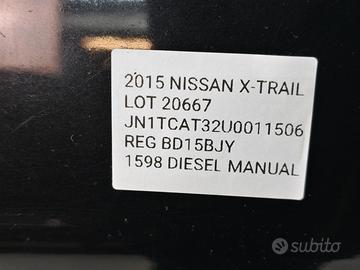 2015 NISSAN X-TRAIL
LOT 20667
JN1TCAT32U0011506
REG BD15BJY
1598 DIESEL MANUAL
subito